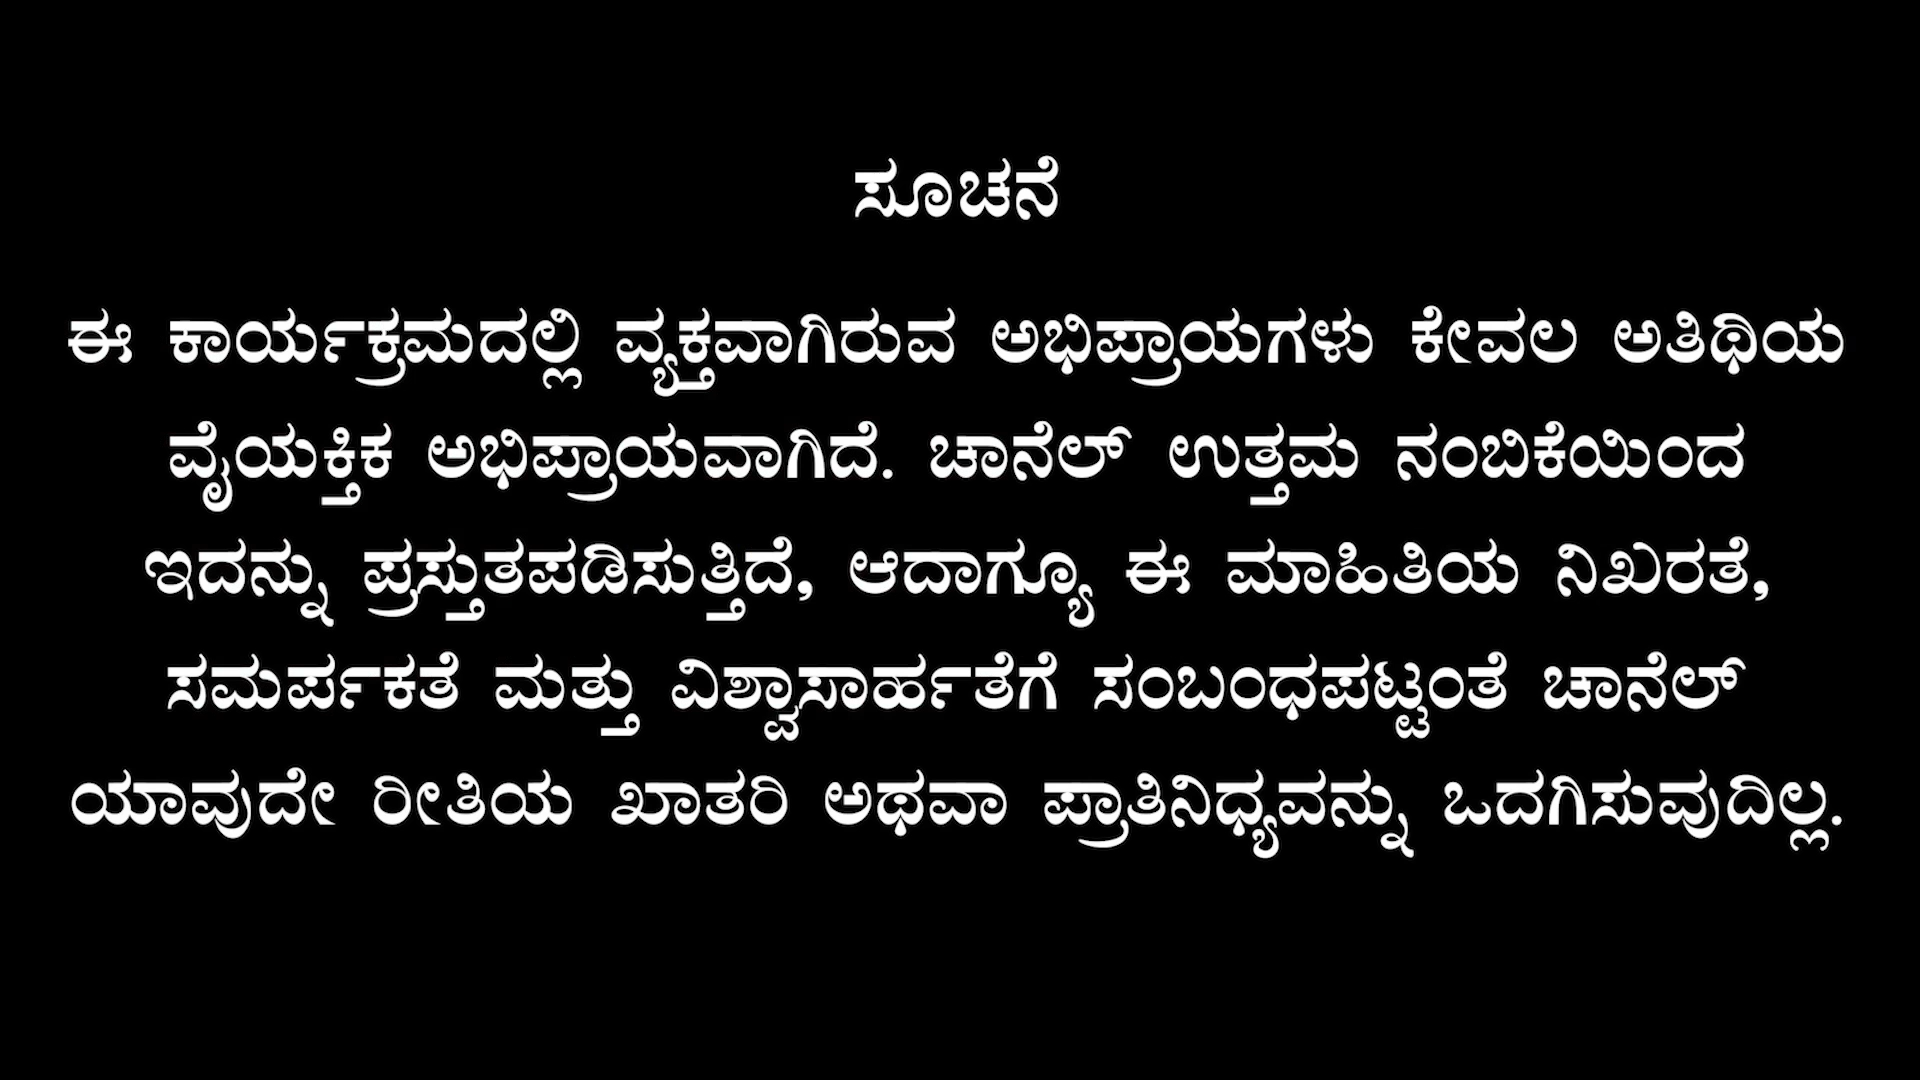 ಸೂಚನೆ
ಈ ಕಾರ್ಯಕ್ರಮದಲ್ಲಿ ವ್ಯಕ್ತವಾಗಿರುವ ಅಭಿಪ್ರಾಯಗಳು ಕೇವಲ ಅತಿಥಿಯ
ವೈಯಕ್ತಿಕ ಅಭಿಪ್ರಾಯವಾಗಿದೆ. ಚಾನೆಲ್ ಉತ್ತಮ ನಂಬಿಕೆಯಿಂದ
ಇದನ್ನು ಪ್ರಸ್ತುತಪಡಿಸುತ್ತಿದೆ, ಆದಾಗ್ಯೂ ಈ ಮಾಹಿತಿಯ ನಿಖರತೆ,
ಸಮರ್ಪಕತೆ ಮತ್ತು ವಿಶ್ವಾಸಾರ್ಹತೆಗೆ ಸಂಬಂಧಪಟ್ಟಂತೆ ಚಾನೆಲ್
ಯಾವುದೇ ರೀತಿಯ ಖಾತರಿ ಅಥವಾ ಪ್ರಾತಿನಿಧ್ಯವನ್ನು ಒದಗಿಸುವುದಿಲ್ಲ.